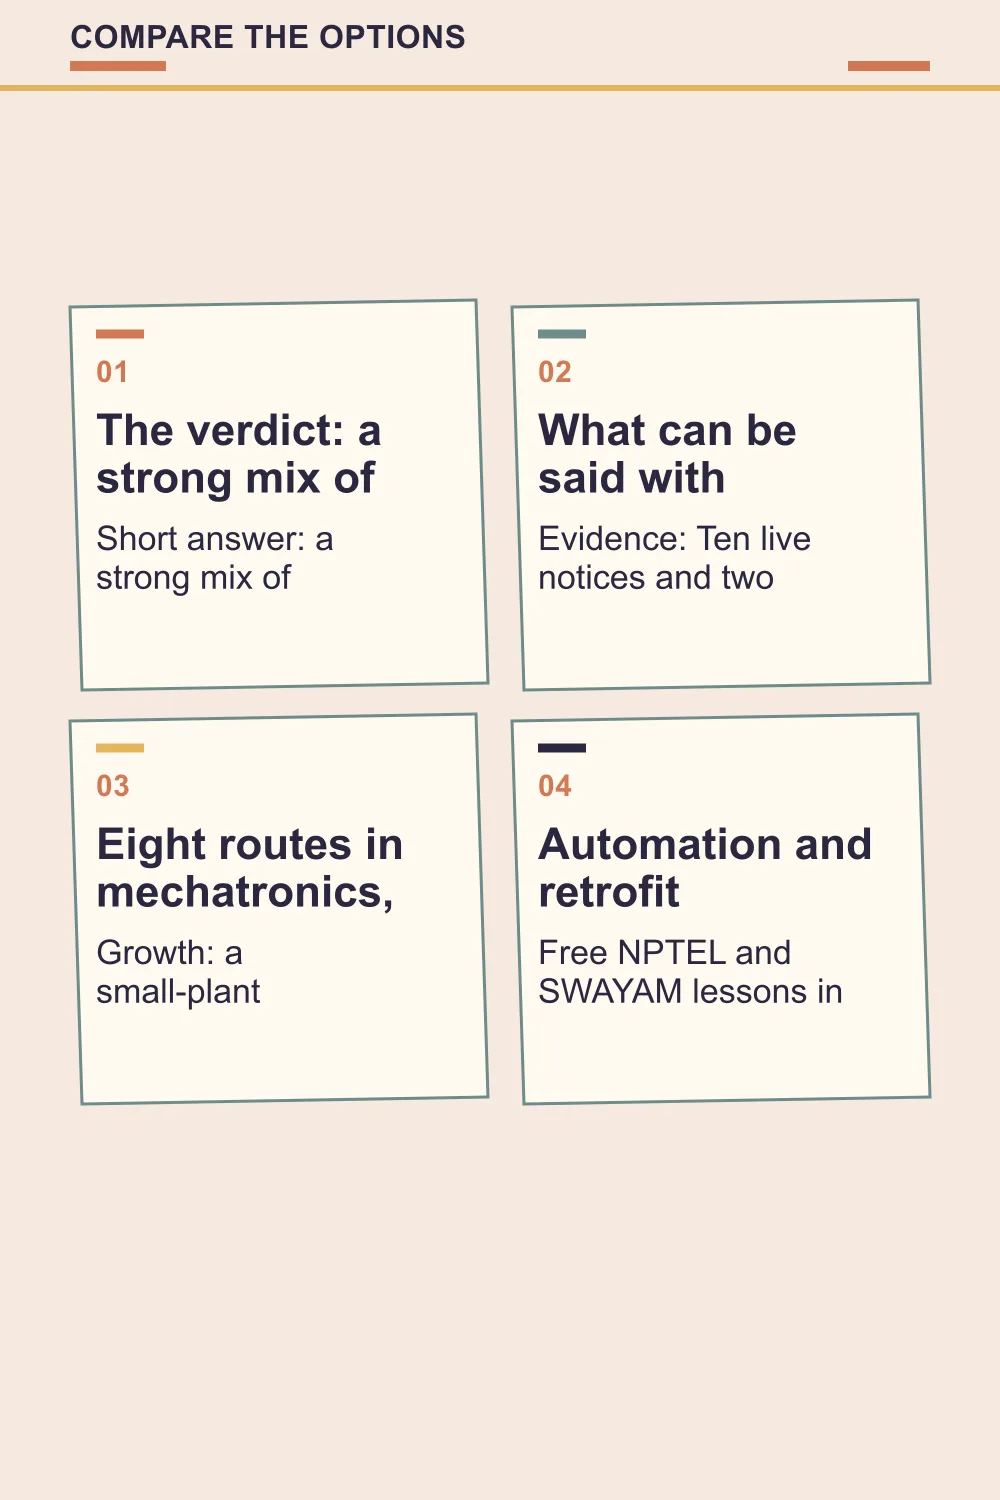 COMPARE THE OPTIONS
01
The verdict: a
strong mix of
Short answer: a
strong mix of
02
What can be
said with
Evidence: Ten live
notices and two
03
Eight routes in
mechatronics,
Growth: a
small-plant
04
Automation and
retrofit
Free NPTEL and
SWAYAM lessons in